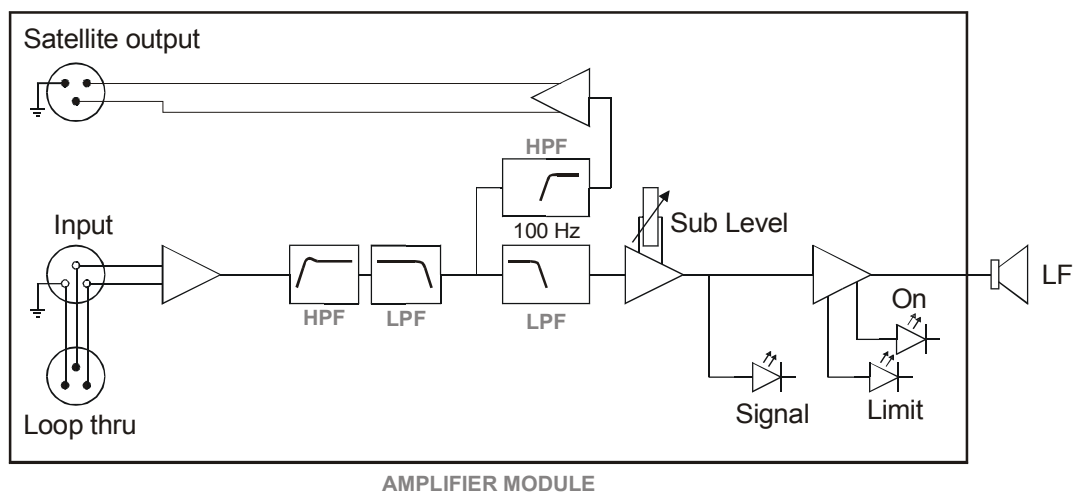 Satellite output
HPF
Input
100 Hz
Sub Level
HPF
LPF
LPF
On
LF
Loop thru
Signal
Limit
AMPLIFIER MODULE